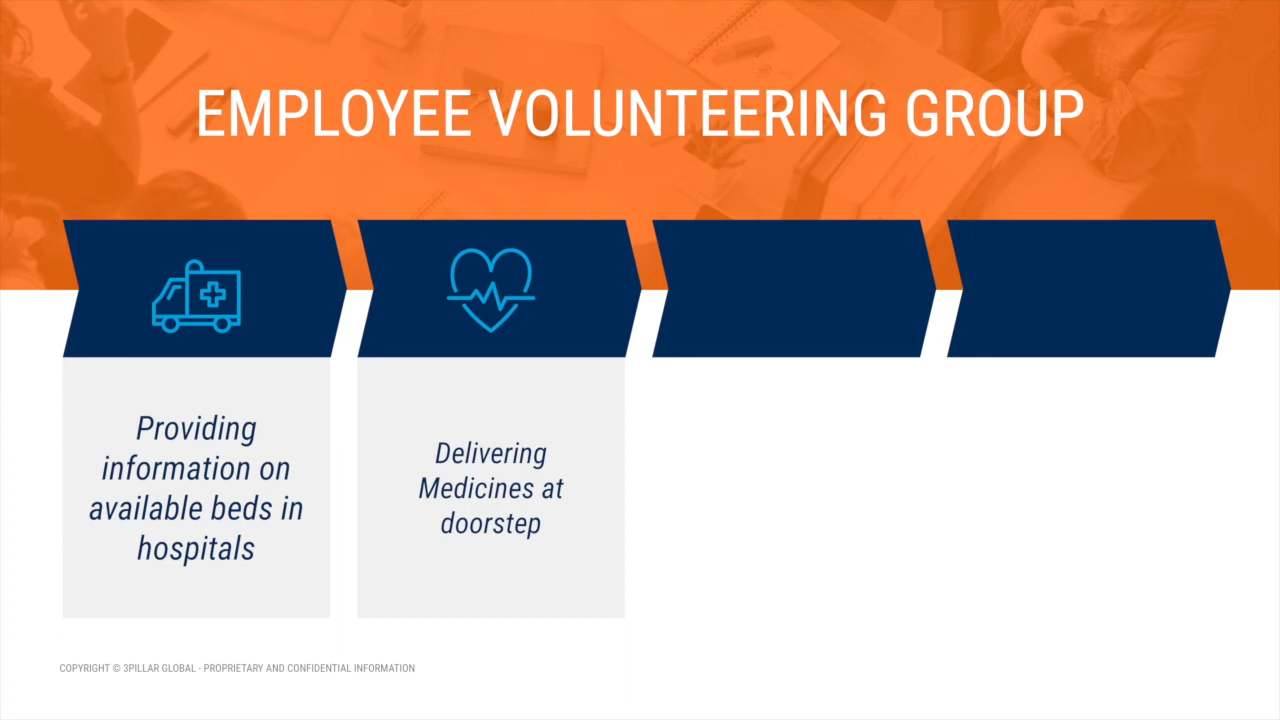 EMPLOYEE VOLUNTEERING GROUP
Providing
information on
available beds in
hospitals
Delivering
Medicines at
doorstep
COPYRIGHT © 3PILLAR GLOBAL - PROPRIETARY AND CONFIDENTIAL INFORMATION